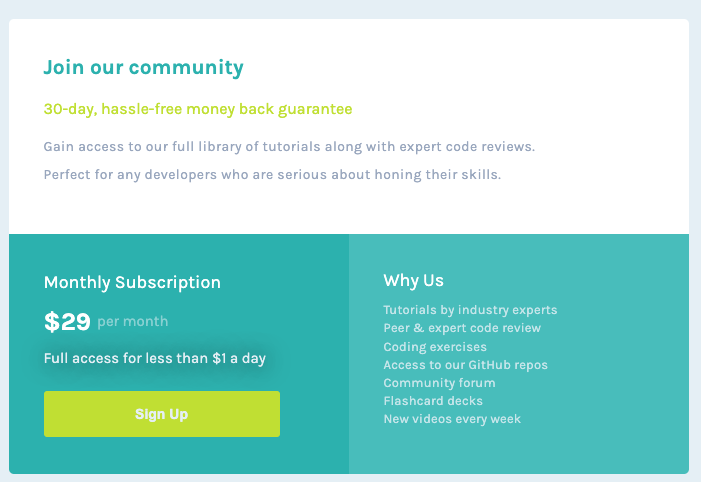 Join our community
30-day, hassle-free money back guarantee
Gain access to our full library of tutorials along with expert code reviews.
Perfect for any developers who are serious about honing their skills.
Monthly Subscription
$29 per month
Full access for less than $1 a day
Sign Up
Why Us
Tutorials by industry experts
Peer & expert code review
Coding exercises
Access to our GitHub repos
Community forum
Flashcard decks
New videos every week